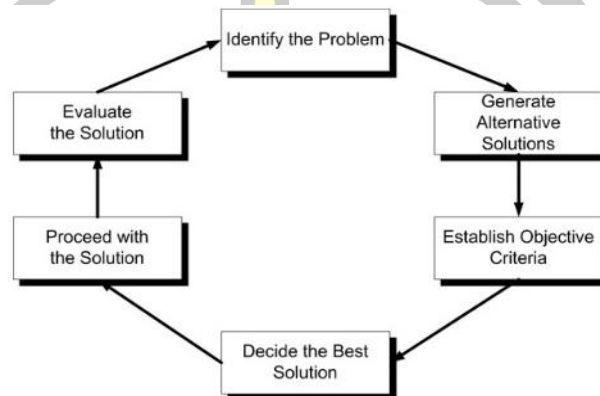 Identify the Problem
Generate
Alternative
Solutions
Establish Objective
Criteria
Decide the Best
Solution
Proceed with
the Solution
Evaluate
the Solution